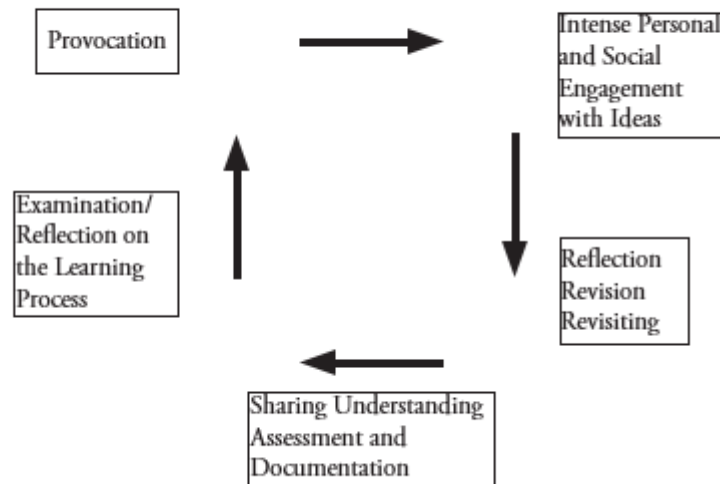 Provocation
Intense Personal
and Social
Engagement
with Ideas
Examination/
Reflection on
the Learning
Process
Reflection
Revision
Revisiting
Sharing Understanding
Assessment and
Documentation